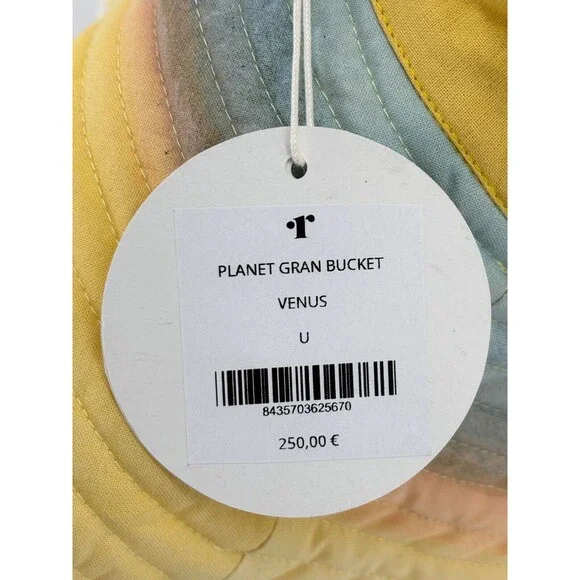 r
PLANET GRAN BUCKET
VENUS
U
8435703625670
250,00 €